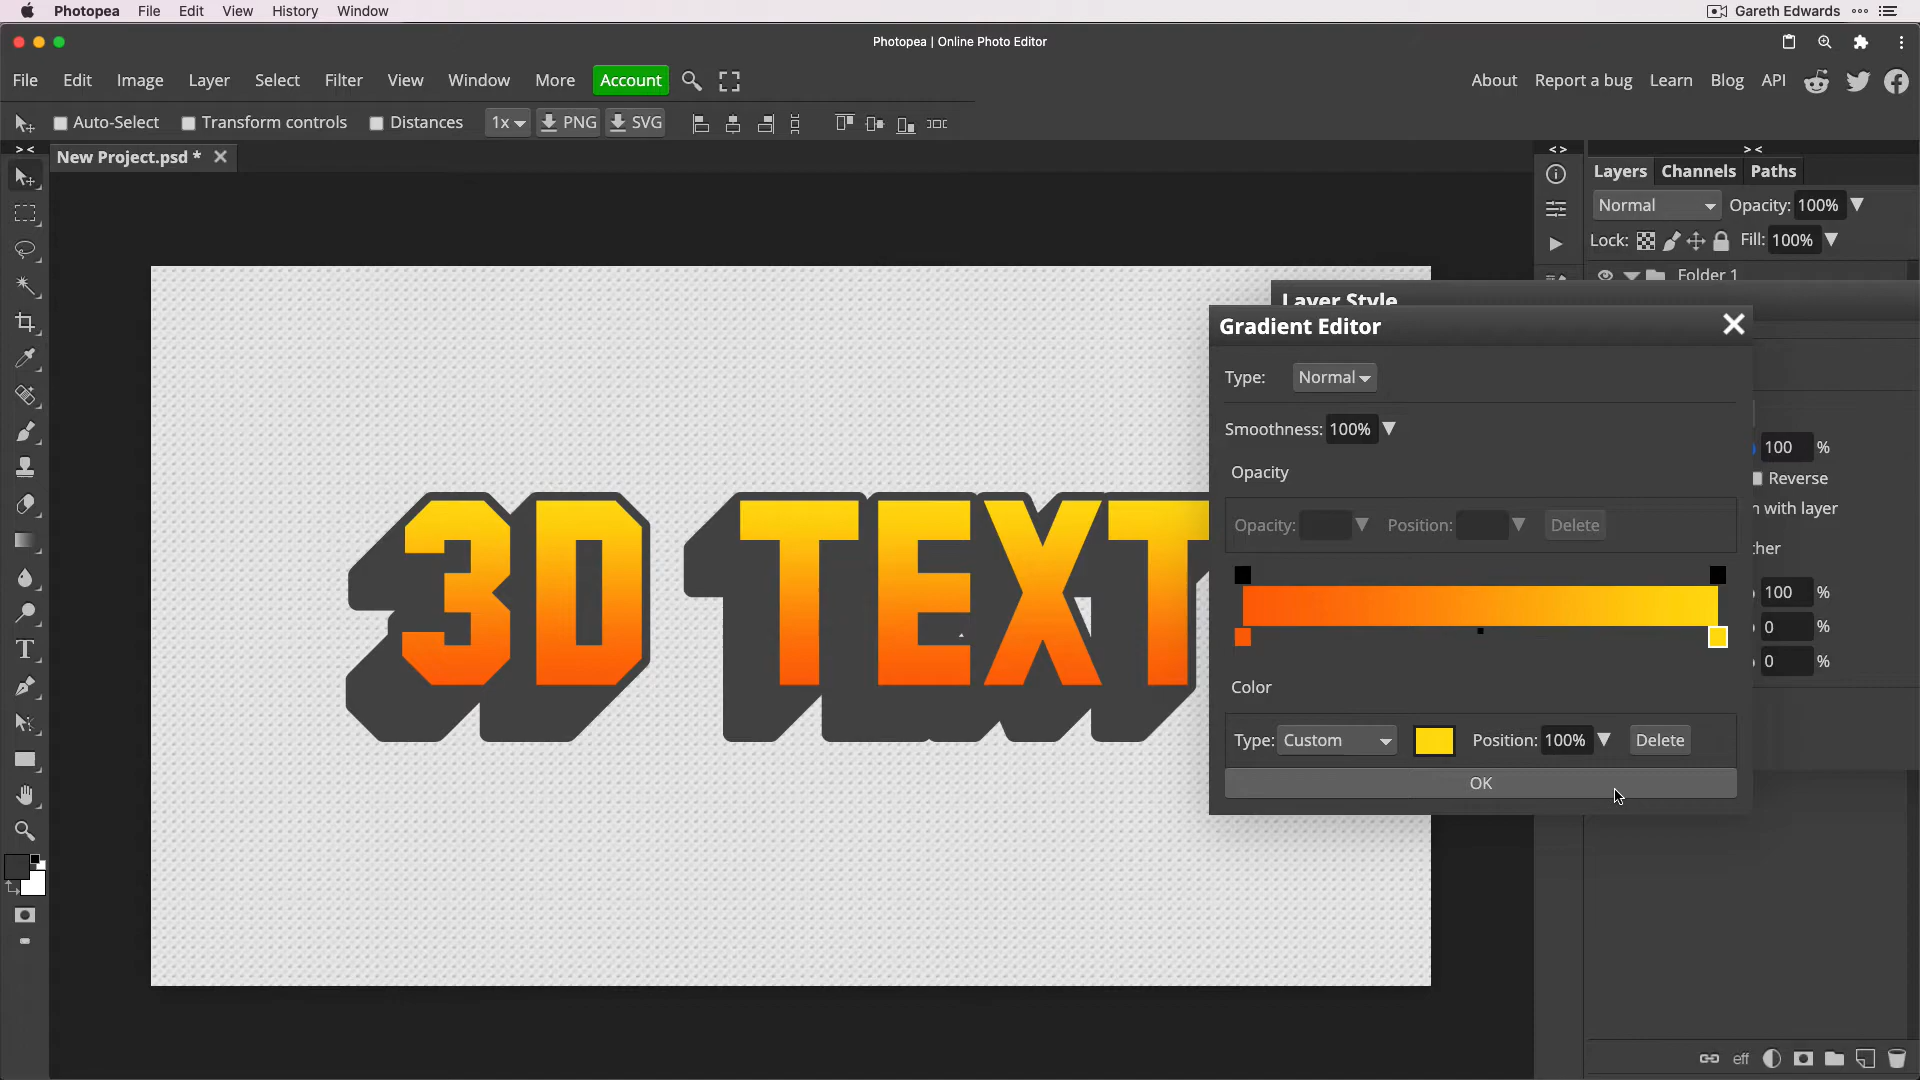 Photopea File Edit View History Window Gareth Edwards
Photopea | Online Photo Editor
File Edit Image Layer Select Filter View Window More Account About Report a bug Learn Blog API
Auto-Select Transform controls Distances 1x PNG SVG
New Project.psd *
Layers Channels Paths
Normal Opacity: 100%
Lock: Fill: 100%
Folder 1
Layer Style
Gradient Editor
Type: Normal
Smoothness: 100%
100 %
Opacity
Reverse
n with layer
Opacity: Position: Delete
ther
100 %
0 %
0 %
3D TEXT
Color
Type: Custom Position: 100% Delete
OK
eff